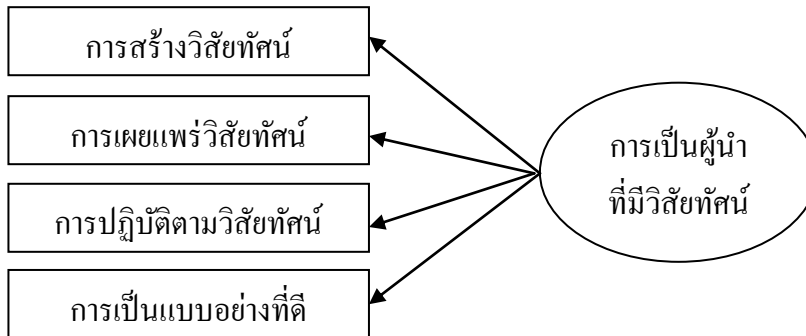 การสร้างวิสัยทัศน์
การเผยแพร่วิสัยทัศน์
การปฏิบัติตามวิสัยทัศน์
การเป็นแบบอย่างที่ดี
การเป็นผู้นำ
ที่มีวิสัยทัศน์